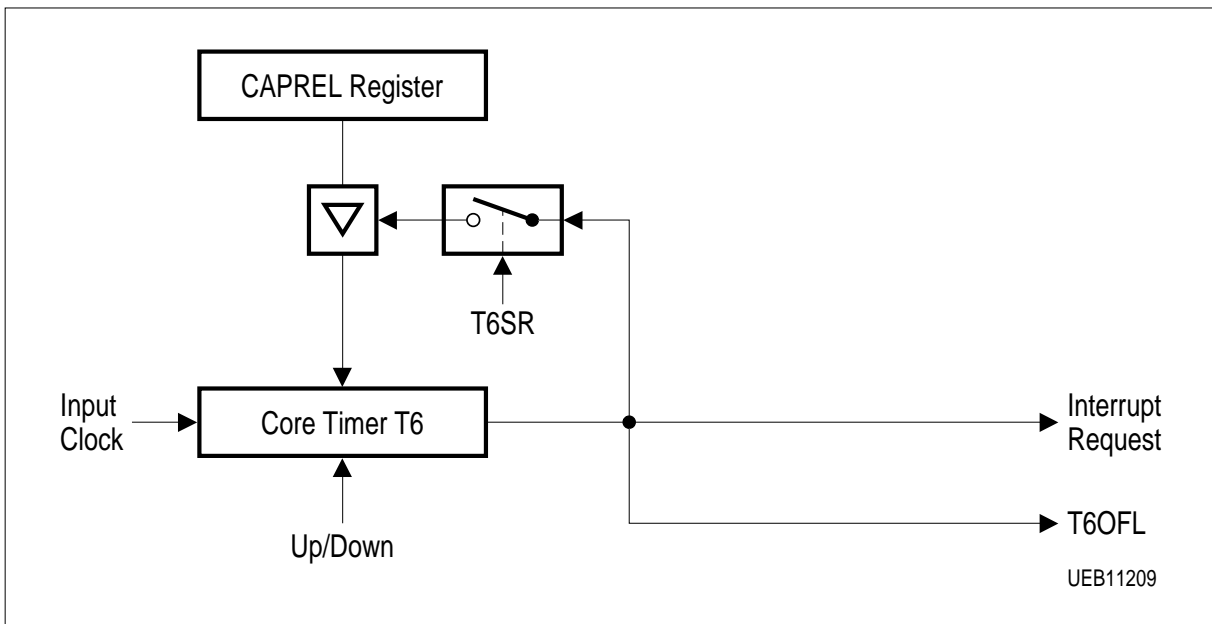 CAPREL Register
T6SR
Input
Clock
Core Timer T6
Interrupt
Request
Up/Down
T6OFL
UEB11209